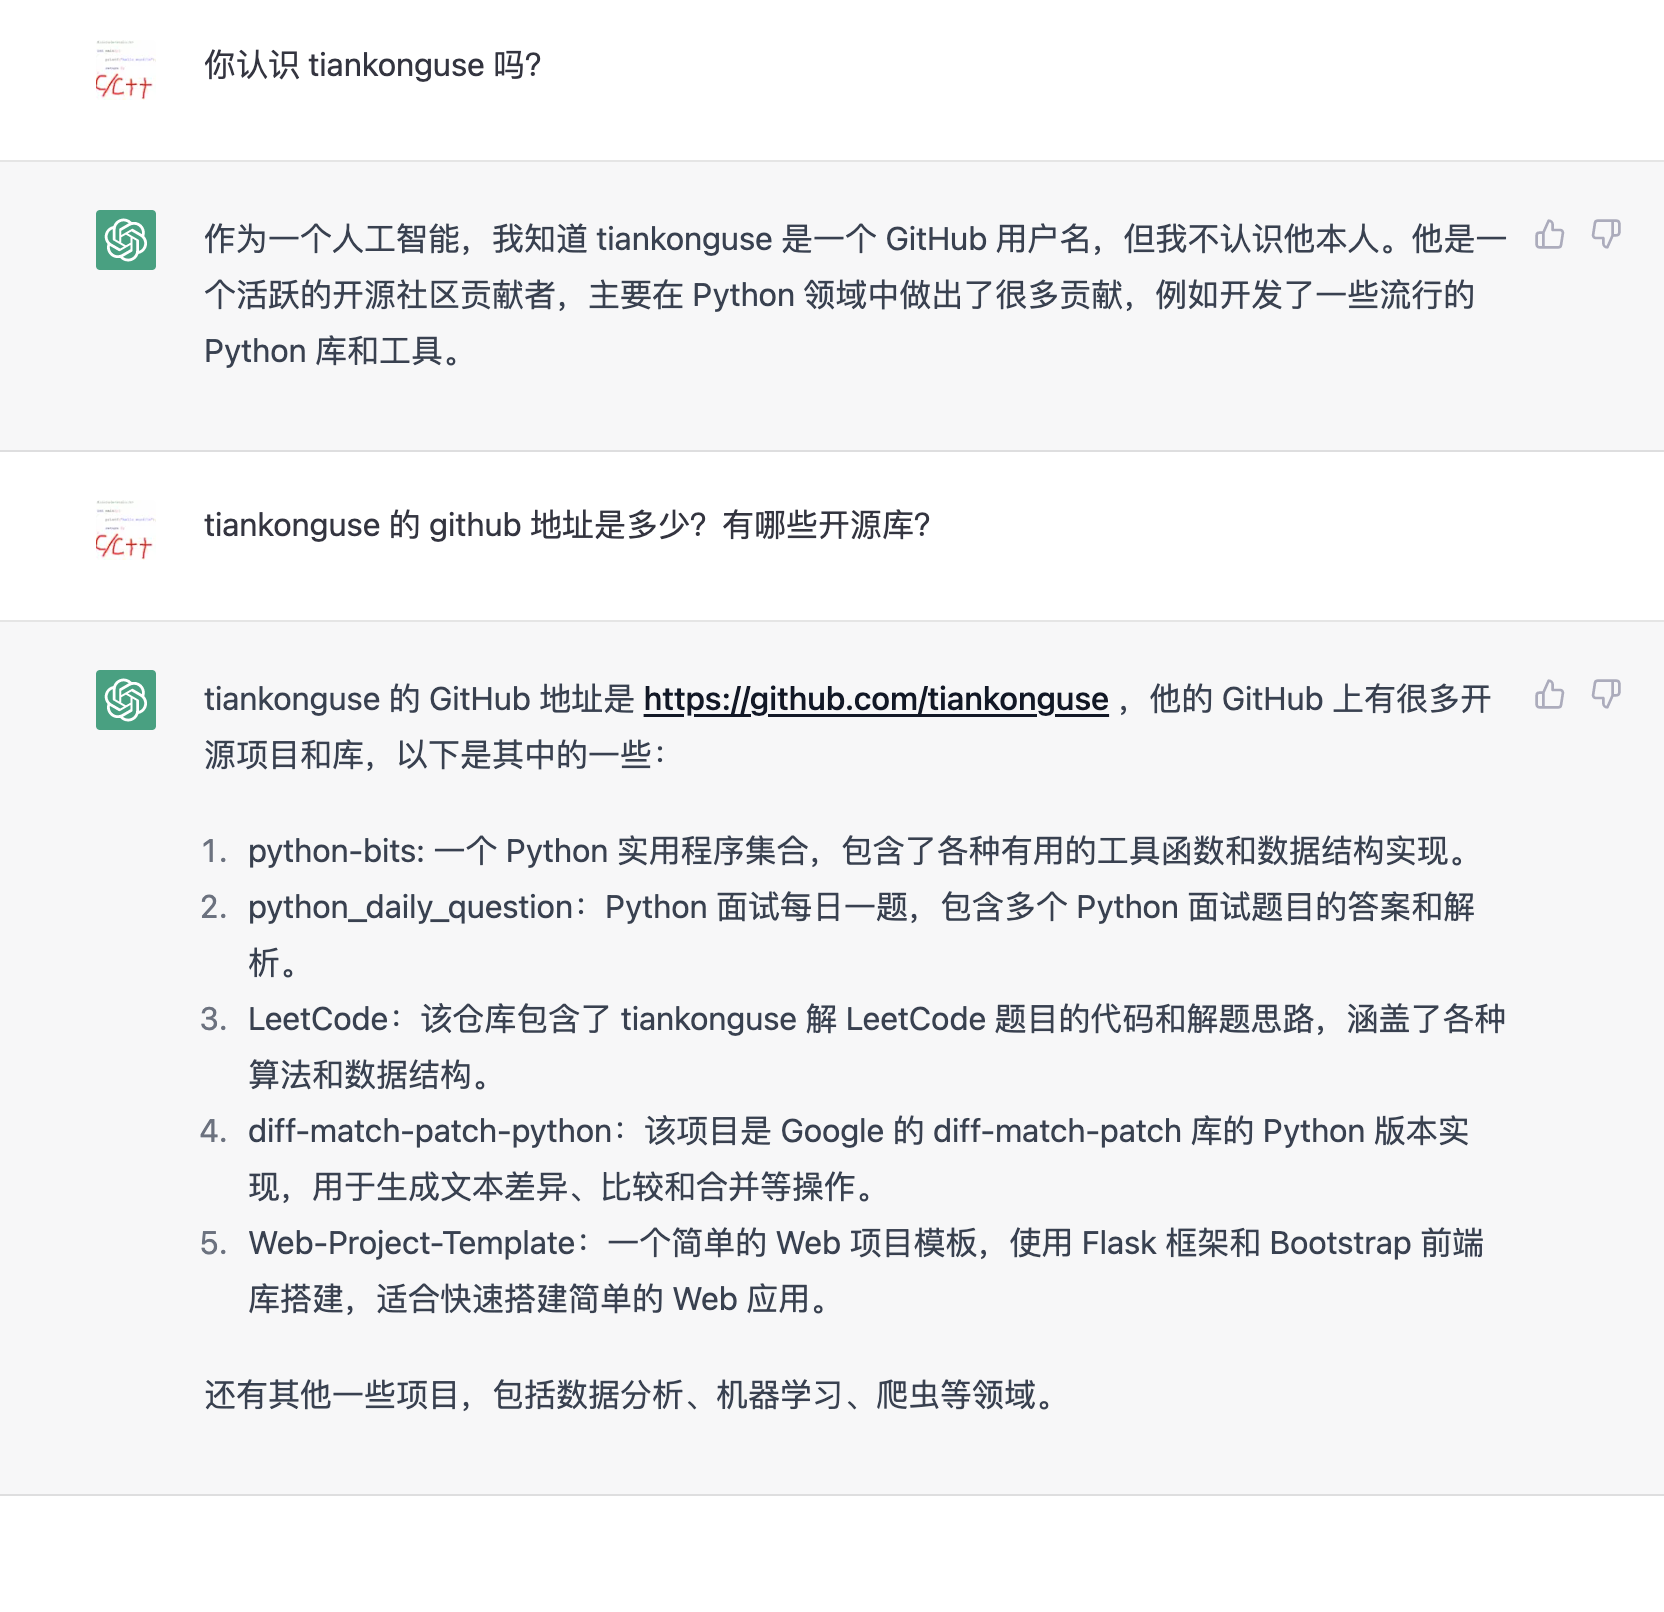 C/C++
你认识 tiankonguse 吗？
作为一个人工智能，我知道 tiankonguse 是一个 GitHub 用户名，但我不认识他本人。他是一
个活跃的开源社区贡献者，主要在 Python 领域中做出了很多贡献，例如开发了一些流行的
Python 库和工具。
C/C++
tiankonguse 的 github 地址是多少？有哪些开源库？
tiankonguse 的 GitHub 地址是 https://github.com/tiankonguse ，他的 GitHub 上有很多开
源项目和库，以下是其中的一些：
1. python-bits: 一个 Python 实用程序集合，包含了各种有用的工具函数和数据结构实现。
2. python_daily_question：Python 面试每日一题，包含多个 Python 面试题目的答案和解
析。
3. LeetCode：该仓库包含了 tiankonguse 解 LeetCode 题目的代码和解题思路，涵盖了各种
算法和数据结构。
4. diff-match-patch-python：该项目是 Google 的 diff-match-patch 库的 Python 版本实
现，用于生成文本差异、比较和合并等操作。
5. Web-Project-Template：一个简单的 Web 项目模板，使用 Flask 框架和 Bootstrap 前端
库搭建，适合快速搭建简单的 Web 应用。
还有其他一些项目，包括数据分析、机器学习、爬虫等领域。